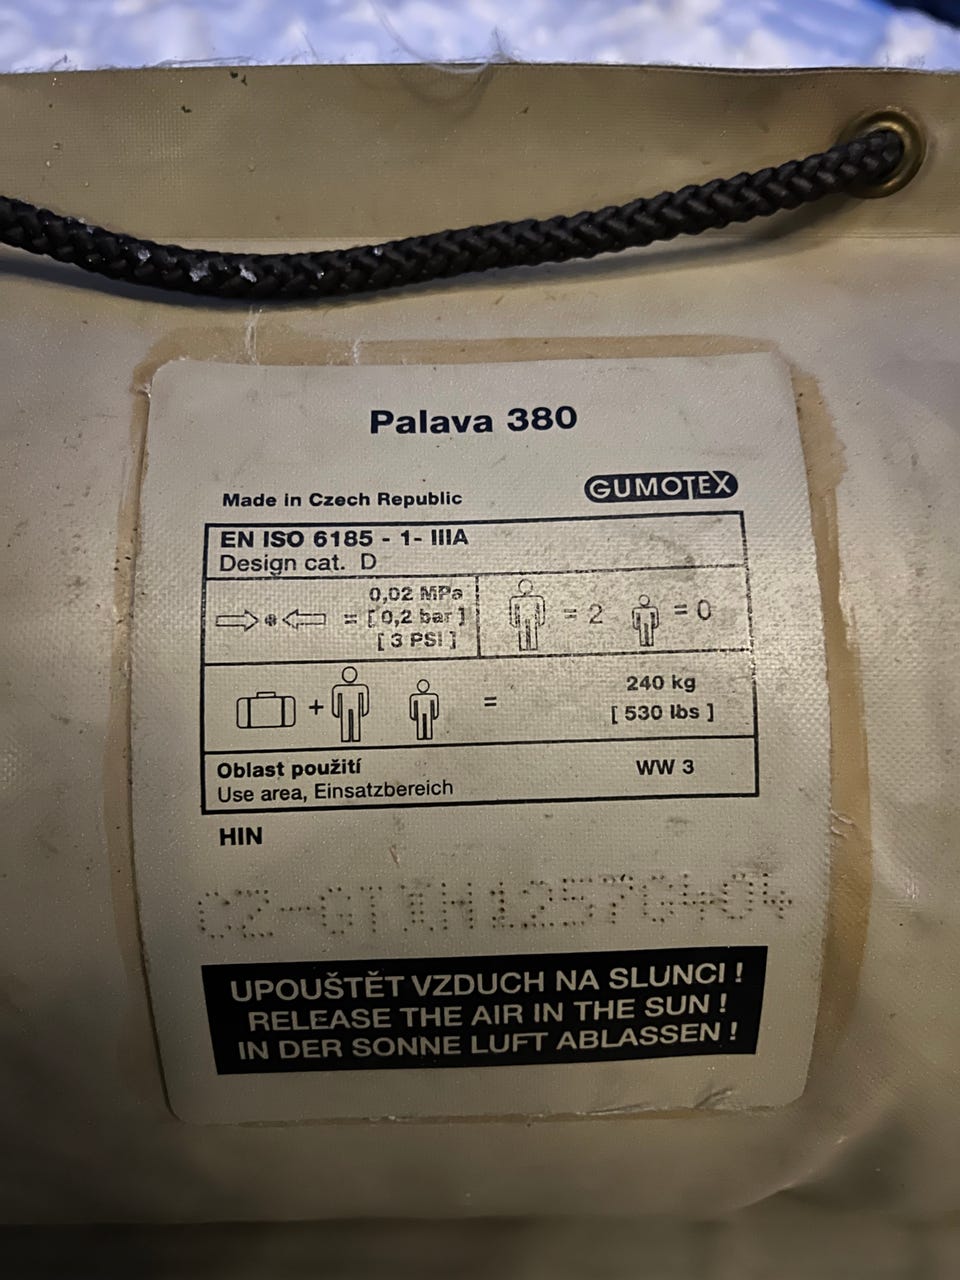 Palava 380
Made in Czech Republic
GUMOTEX
EN ISO 6185 - 1- IIIA
Design cat. D
0,02 MPa
= [ 0,2 bar ]
[ 3 PSI ]
= 2
= 0
+ =
240 kg
[ 530 lbs ]
Oblast použití
Use area, Einsatzbereich
WW 3
HIN
UPOUŠTĚT VZDUCH NA SLUNCI !
RELEASE THE AIR IN THE SUN !
IN DER SONNE LUFT ABLASSEN !